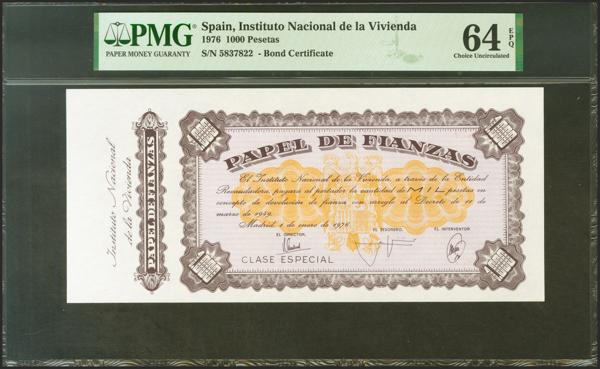 PMG
PAPER MONEY GUARANTY
Spain, Instituto Nacional de la Vivienda
1976 1000 Pesetas
S/N 5837822 - Bond Certificate
64 EPQ
Choice Uncirculated
Instituto Nacional
de la Vivienda
PAPEL DE FIANZAS
PAPEL DE FIANZAS
El Instituto Nacional de la Vivienda, a través de la Entidad
Recaudadora, pagará al portador la cantidad de MIL pesetas en
concepto de devolución de fianza con arreglo al Decreto de 11 de
marzo de 1949.
Madrid 1 de enero de 1976
EL DIRECTOR,
EL TESORERO,
EL INTERVENTOR
CLASE ESPECIAL